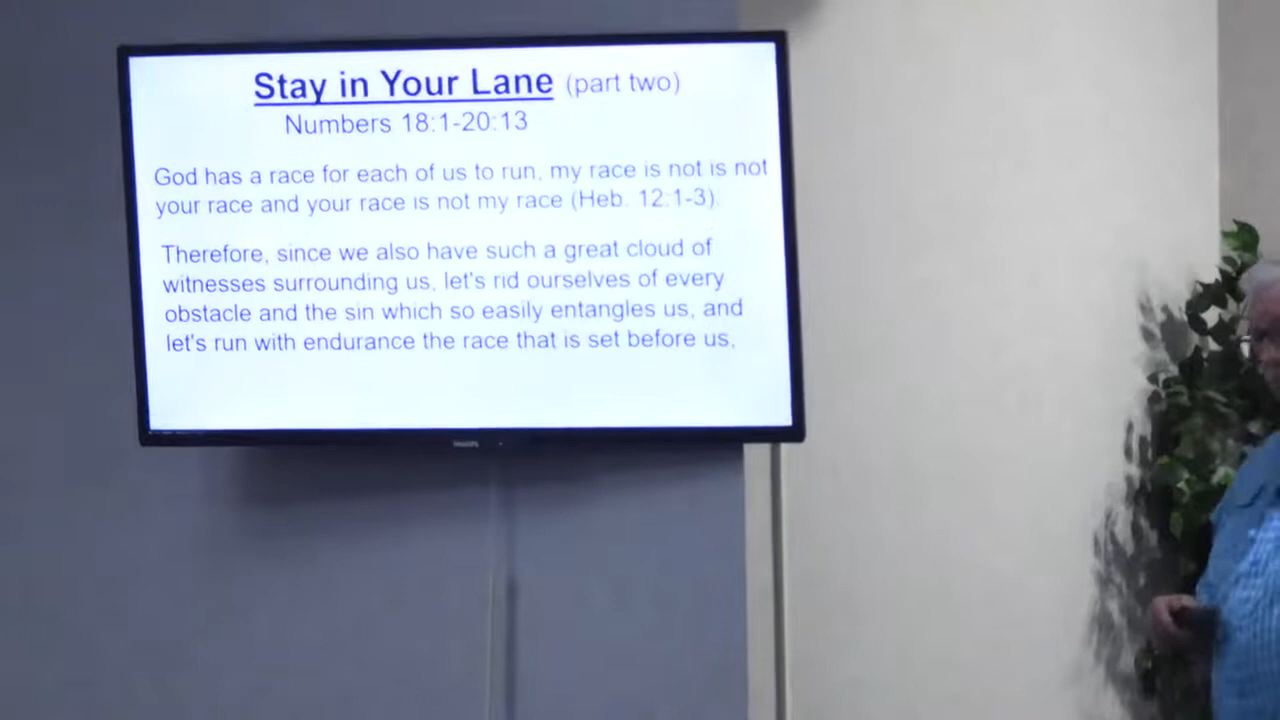 Stay in Your Lane (part two)
Numbers 18:1-20:13
God has a race for each of us to run, my race is not is not
your race and your race is not my race (Heb. 12:1-3).
Therefore, since we also have such a great cloud of
witnesses surrounding us, let's rid ourselves of every
obstacle and the sin which so easily entangles us, and
let's run with endurance the race that is set before us,
PHILIPS